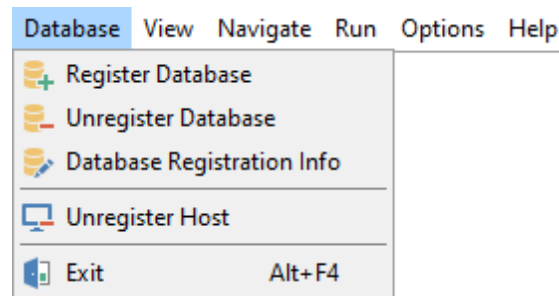 Database View Navigate Run Options Help
Register Database
Unregister Database
Database Registration Info
Unregister Host
Exit Alt+F4